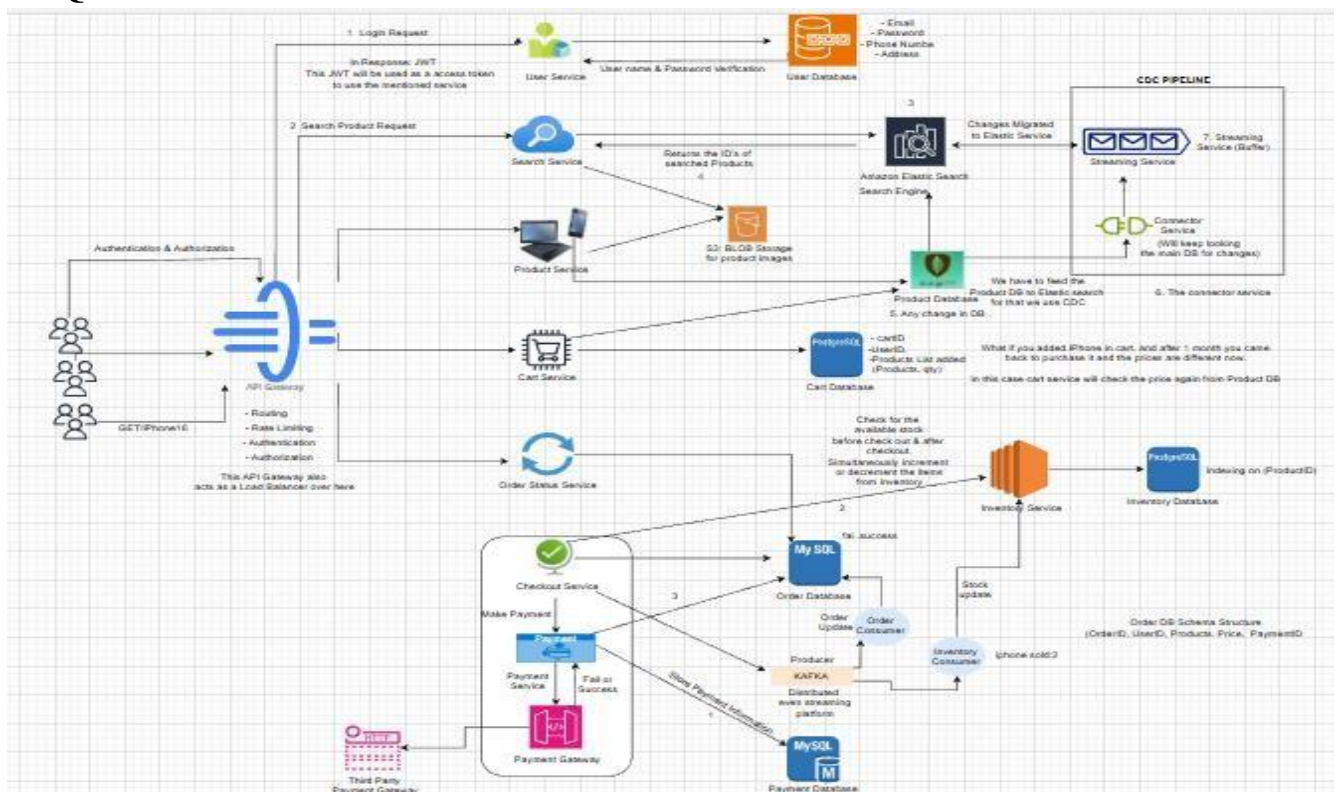 1 Login Request
In Response: JWT
This JWT will be used as a access token
to use the mentioned service
User Service
User name & Password Verification
User Database
- Email
- Password
- Phone Numbe
- Address
CDC PIPELINE
2 Search Product Request
Search Service
Returns the ID's of
searched Products
4
3
Amazon Elastic Search
Search Engine
Changes Migrated
to Elastic Service
Streaming Service
7. Streaming
Service (Buffer)
Connector
Service
(Will keep looking
the main DB for changes)
6. The connector service
Authentication & Authorization
Product Service
S3: BLOB Storage
for product images
Product Database
5. Any change in DB
We have to feed the
Product DB to Elastic search
for that we use CDC
API Gateway
GET/iPhone16
- Routing
- Rate Limiting
- Authentication
- Authorization
This API Gateway also
acts as a Load Balancer over here
Cart Service
PostgreSQL
Cart Database
- cartID
-UserID,
-Products List added
(Products, qty)
What if you added iPhone in cart, and after 1 month you came
back to purchase it and the prices are different now.
In this case cart service will check the price again from Product DB
Order Status Service
Check for the
available stock
before check out & after
checkout.
Simultaneously increment
or decrement the items
from inventory
2
Inventory Service
PostgreSQL
Inventory Database
Indexing on (ProductID)
Checkout Service
Make Payment
Payment
Payment
Service
Fail or
Success
Payment Gateway
HTTP
Third Party
Payment Gateway
fail ,success
My SQL
Order Database
3
Order
Update
Order
Consumer
Producer
KAFKA
Distributed
even streaming
platform
Stock
update
Inventory
Consumer
iphone sold:2
Order DB Schema Structure
(OrderID, UserID, Products, Price, PaymentID
Store Payment Information
MySQL
M
Payment Database